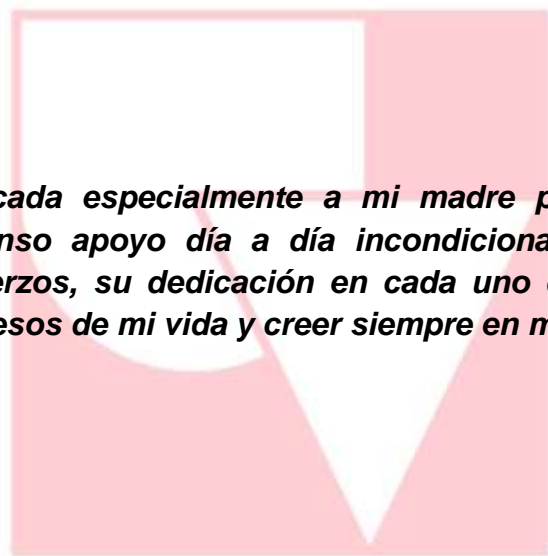 cada especialmente a mi madre p
nso apoyo día a día incondiciona
erzos, su dedicación en cada uno
esos de mi vida y creer siempre en m